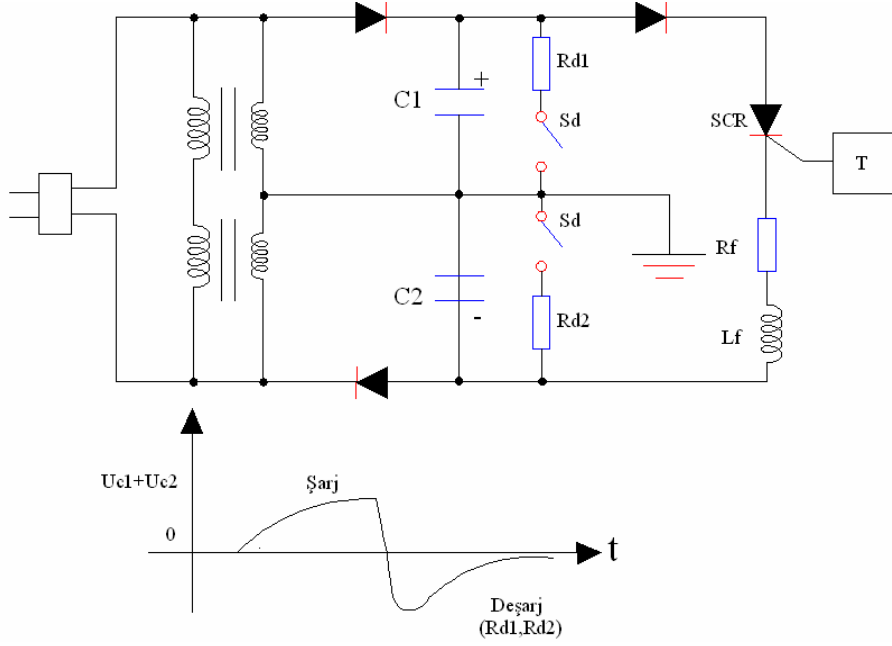 Rd1
+
C1
Sd
SCR
T
Sd
Rf
C2
-
Rd2
Lf
Uc1+Uc2
Şarj
0
t
Deşarj
(Rd1,Rd2)